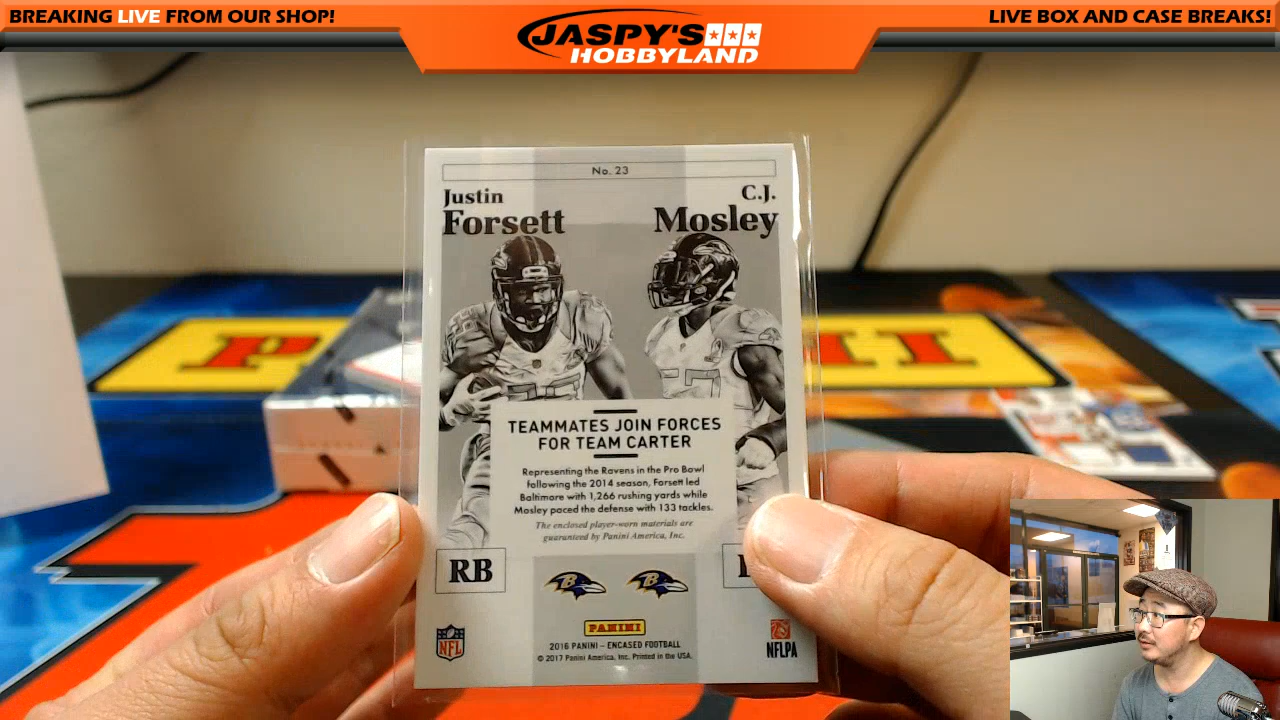 BREAKING LIVE FROM OUR SHOP!
JASPY'S
HOBBYLAND
LIVE BOX AND CASE BREAKS!
No. 23
Justin
Forsett
C.J.
Mosley
TEAMMATES JOIN FORCES
FOR TEAM CARTER
Representing the Ravens in the Pro Bowl
following the 2014 season, Forsett led
Baltimore with 1,266 rushing yards while
Mosley paced the defense with 133 tackles.
The enclosed player-worn materials are
guaranteed by Panini America, Inc.
RB
B
B
NFL
PANINI
2016 PANINI – ENCASED FOOTBALL
© 2017 Panini America, Inc. Printed in the USA.
NFLPA